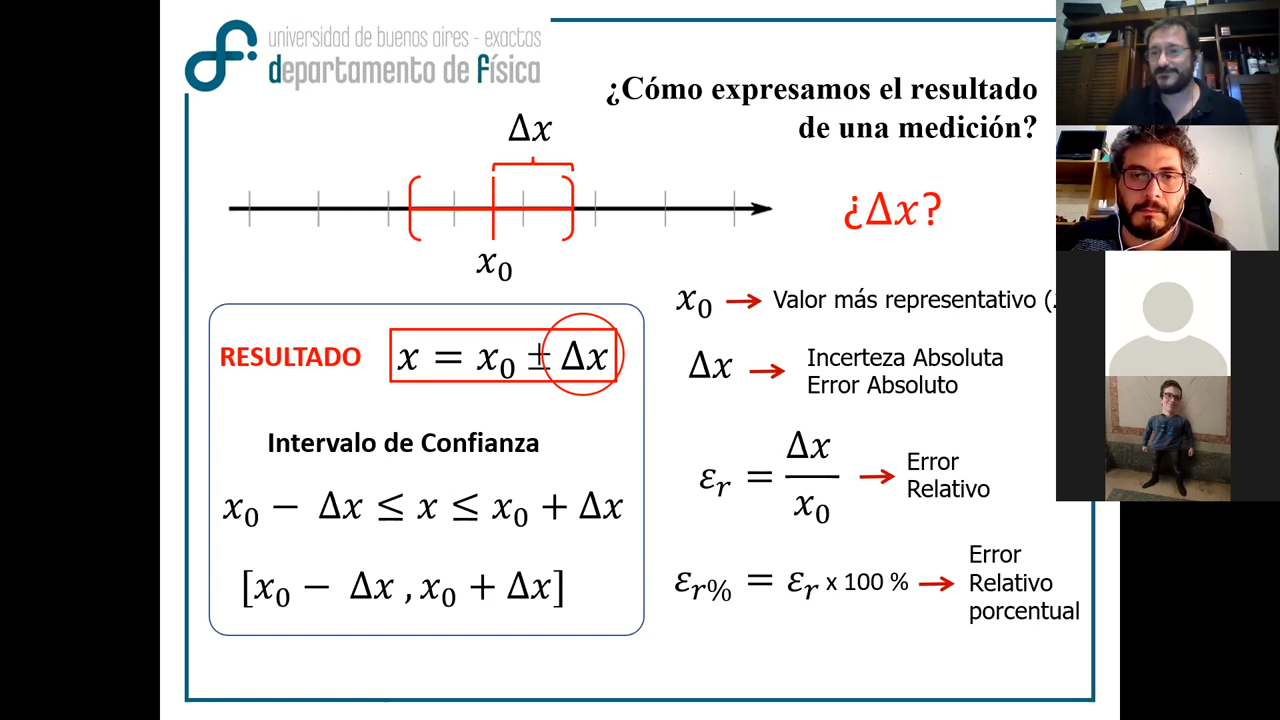 universidad de buenos aires - exactas
departamento de física
¿Cómo expresamos el resultado
de una medición?
Δx
x₀
¿Δx?
x₀ → Valor más representativo (
Δx → Incerteza Absoluta
Error Absoluto
εᵣ = Δx / x₀ → Error
Relativo
εᵣ% = εᵣ x 100 % → Error
Relativo
porcentual
RESULTADO x = x₀ ± Δx
Intervalo de Confianza
x₀ − Δx ≤ x ≤ x₀ + Δx
[x₀ − Δx , x₀ + Δx]